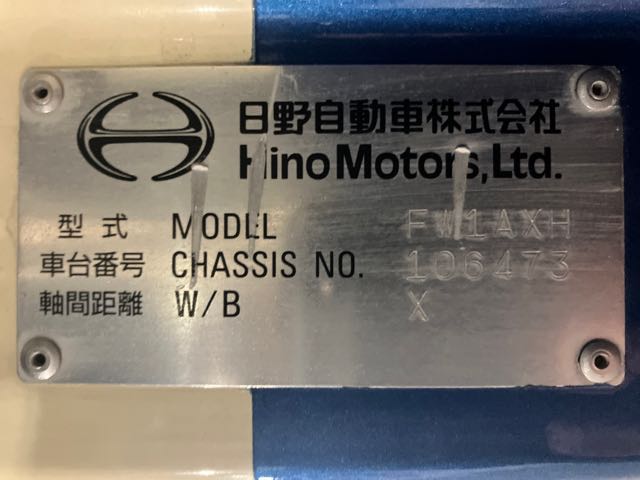 日野自動車株式会社
Hino Motors,Ltd.
型式 MODEL FW1AXH
車台番号 CHASSIS NO. 106473
軸間距離 W/B X